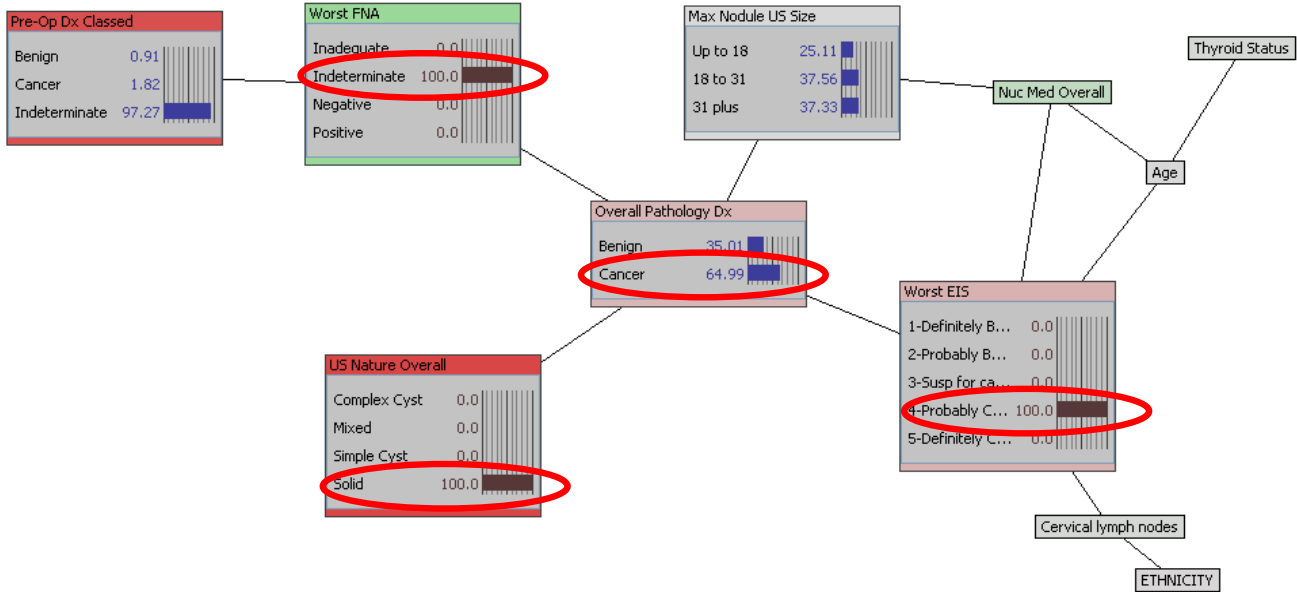 Pre-Op Dx Classed
Benign 0.91
Cancer 1.82
Indeterminate 97.27
Worst FNA
Inadequate 0.0
Indeterminate 100.0
Negative 0.0
Positive 0.0
Max Nodule US Size
Up to 18 25.11
18 to 31 37.56
31 plus 37.33
Thyroid Status
Nuc Med Overall
Age
Overall Pathology Dx
Benign 35.01
Cancer 64.99
Worst EIS
1-Definitely B... 0.0
2-Probably B... 0.0
3-Susp for ca... 0.0
4-Probably C... 100.0
5-Definitely C... 0.0
US Nature Overall
Complex Cyst 0.0
Mixed 0.0
Simple Cyst 0.0
Solid 100.0
Cervical lymph nodes
ETHNICITY